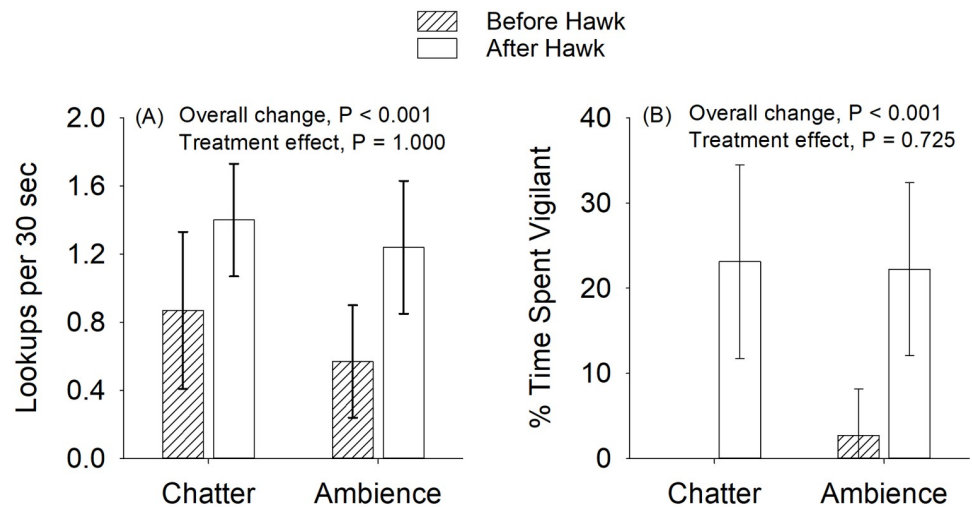 Before Hawk
After Hawk
(A) Overall change, P < 0.001
Treatment effect, P = 1.000
Lookups per 30 sec
2.0
1.6
1.2
0.8
0.4
0.0
Chatter Ambience
(B) Overall change, P < 0.001
Treatment effect, P = 0.725
% Time Spent Vigilant
40
30
20
10
0
Chatter Ambience